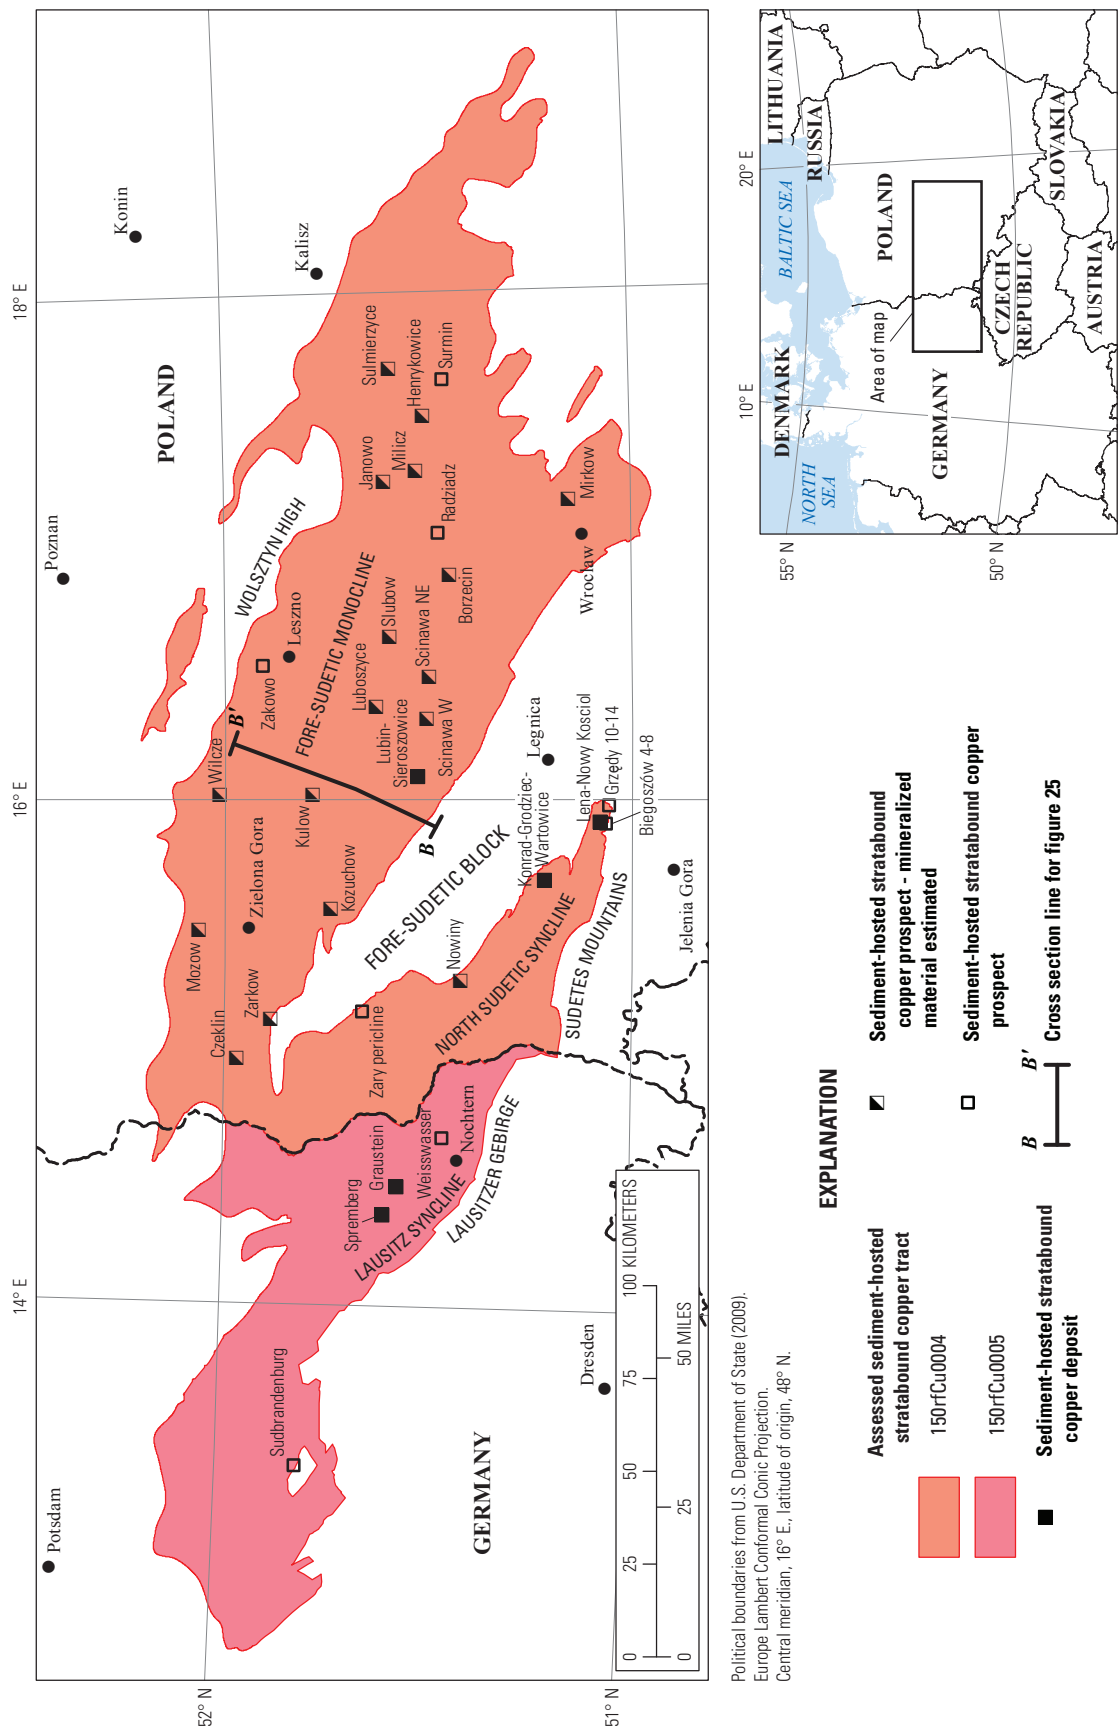 14° E
16° E
18° E
52° N
51° N
Potsdam
Poznan
Konin
Kalisz
POLAND
GERMANY
WOLSZTYN HIGH
Leszno
Zakowo
Wilcze
B'
B
FORE-SUDETIC MONOCLINE
Mozow
Zielona Gora
Czeklin
Zarkow
Kulow
Kozuchow
Sulmierzyce
Henrykowice
Surmin
Janowo
Milicz
Radziadz
Mirkow
Wroclaw
Borzecin
Slubow
Scinawa NE
Luboszyce
Lubin-
Sieroszowice
Scinawa W
FORE-SUDETIC BLOCK
Legnica
Konrad-Grodziec-
Wartowice
Lena-Nowy Kosciol
Grzędy 10-14
Biegoszów 4-8
Nowiny
Zary pericline
NORTH SUDETIC SYNCLINE
SUDETES MOUNTAINS
Jelenia Gora
Sudbrandenburg
Spremberg
Graustein
Weisswasser
Nochtern
LAUSITZ SYNCLINE
LAUSITZER GEBIRGE
Dresden
0 25 50 75 100 KILOMETERS
0 25 50 MILES
Political boundaries from U.S. Department of State (2009).
Europe Lambert Conformal Conic Projection.
Central meridian, 16° E., latitude of origin, 48° N.
EXPLANATION
Assessed sediment-hosted
stratabound copper tract
150rfCu0004
150rfCu0005
Sediment-hosted stratabound
copper deposit
Sediment-hosted stratabound
copper prospect - mineralized
material estimated
Sediment-hosted stratabound copper
prospect
B B'
Cross section line for figure 25
10° E
20° E
55° N
50° N
DENMARK
BALTIC SEA
LITHUANIA
RUSSIA
NORTH
SEA
Area of map
POLAND
GERMANY
CZECH
REPUBLIC
SLOVAKIA
AUSTRIA